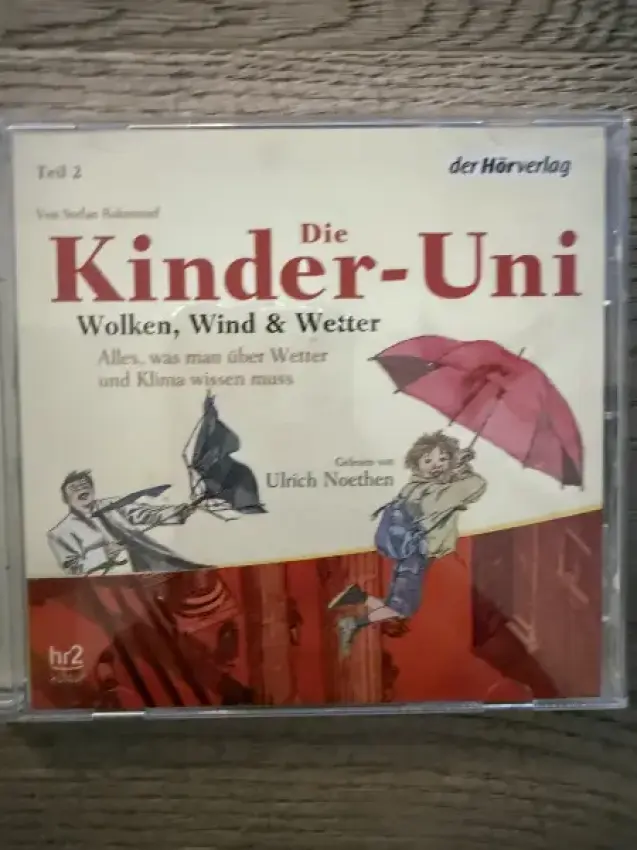 Teil 2
der Hörverlag
Von Stefan
Die
Kinder-Uni
Wolken, Wind & Wetter
Alles, was man über Wetter
und Klima wissen muss
Gelesen von
Ulrich Noethen
hr2